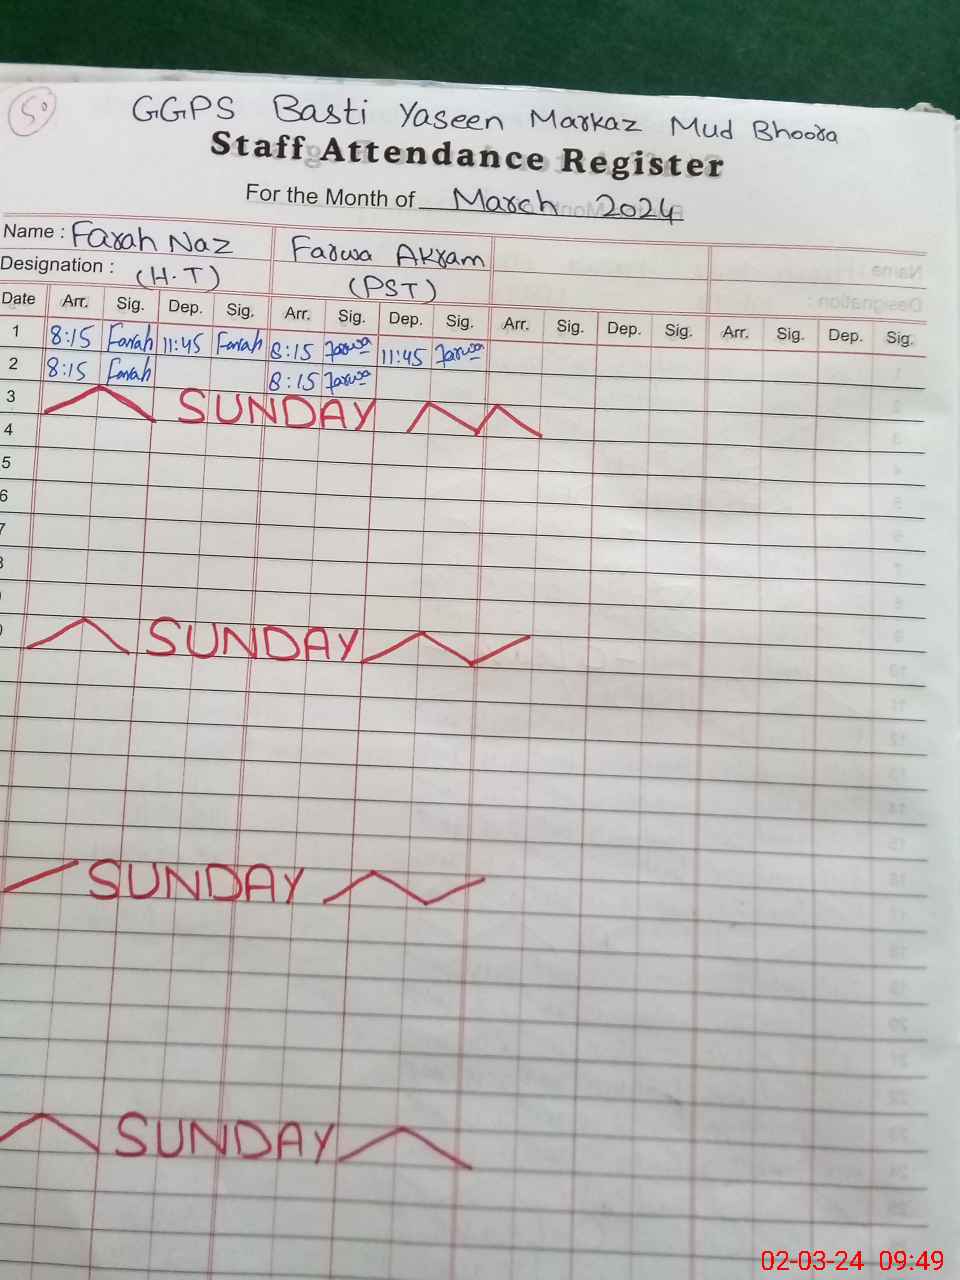 50
GGPS Basti Yaseen Markaz Mud Bhoora
Staff Attendance Register
For the Month of March 2024
Name : Farah Naz Farwa Akram
Designation : (H.T) (PST)
Date Arr. Sig. Dep. Sig. Arr. Sig. Dep. Sig. Arr. Sig. Dep. Sig. Arr. Sig. Dep. Sig.
1 8:15 Farah 11:45 Farah 8:15 Farwa 11:45 Farwa
2 8:15 Farah 8:15 Farwa
3 SUNDAY
4
5
6
7
SUNDAY
SUNDAY
SUNDAY
02-03-24 09:49